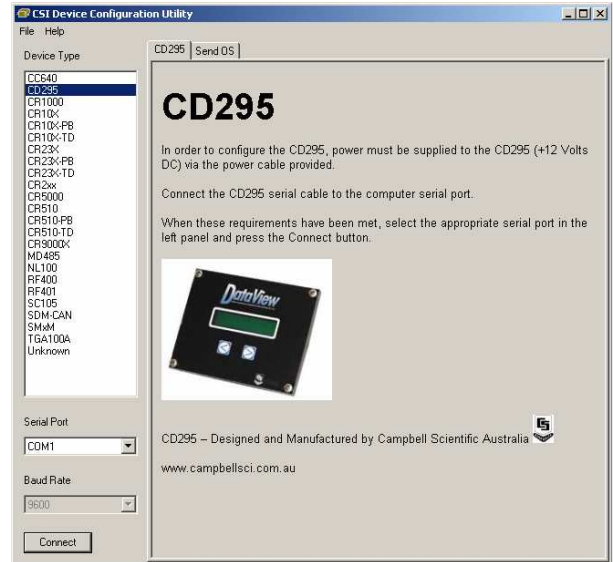 CSI Device Configuration Utility
File Help
Device Type
CC640
CD295
CR1000
CR10X
CR10X-PB
CR10X-TD
CR23X
CR23X-PB
CR23X-TD
CR2xx
CR5000
CR510
CR510-PB
CR510-TD
CR9000X
MD485
NL100
RF400
RF401
SC105
SDM-CAN
SMxM
TGA100A
Unknown
Serial Port
COM1
Baud Rate
9600
Connect
CD295 Send OS
CD295
In order to configure the CD295, power must be supplied to the CD295 (+12 Volts
DC) via the power cable provided.
Connect the CD295 serial cable to the computer serial port.
When these requirements have been met, select the appropriate serial port in the
left panel and press the Connect button.
DataView
CD295 – Designed and Manufactured by Campbell Scientific Australia
www.campbellsci.com.au